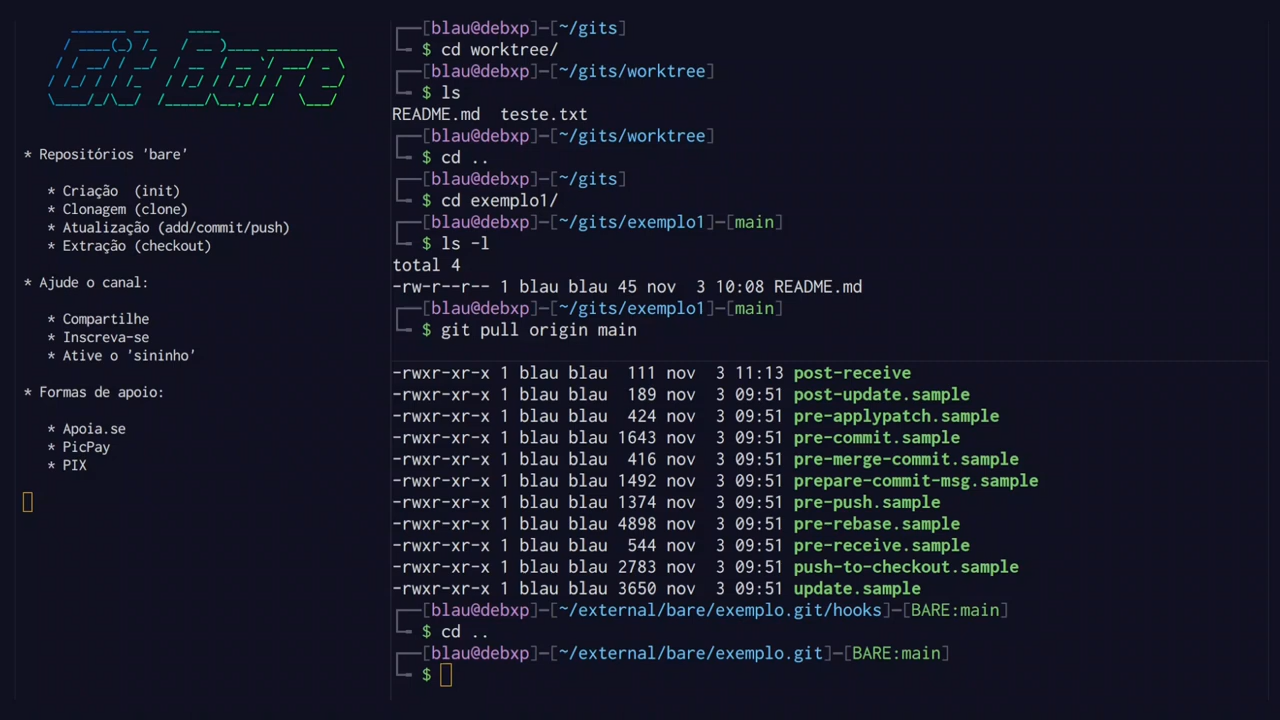 Git Bare
* Repositórios 'bare'
* Criação (init)
* Clonagem (clone)
* Atualização (add/commit/push)
* Extração (checkout)
* Ajude o canal:
* Compartilhe
* Inscreva-se
* Ative o 'sininho'
* Formas de apoio:
* Apoia.se
* PicPay
* PIX
[blau@debxp]-[~/gits]
$ cd worktree/
[blau@debxp]-[~/gits/worktree]
$ ls
README.md  teste.txt
[blau@debxp]-[~/gits/worktree]
$ cd ..
[blau@debxp]-[~/gits]
$ cd exemplo1/
[blau@debxp]-[~/gits/exemplo1]-[main]
$ ls -l
total 4
-rw-r--r-- 1 blau blau 45 nov  3 10:08 README.md
[blau@debxp]-[~/gits/exemplo1]-[main]
$ git pull origin main
-rwxr-xr-x 1 blau blau  111 nov  3 11:13 post-receive
-rwxr-xr-x 1 blau blau  189 nov  3 09:51 post-update.sample
-rwxr-xr-x 1 blau blau  424 nov  3 09:51 pre-applypatch.sample
-rwxr-xr-x 1 blau blau 1643 nov  3 09:51 pre-commit.sample
-rwxr-xr-x 1 blau blau  416 nov  3 09:51 pre-merge-commit.sample
-rwxr-xr-x 1 blau blau 1492 nov  3 09:51 prepare-commit-msg.sample
-rwxr-xr-x 1 blau blau 1374 nov  3 09:51 pre-push.sample
-rwxr-xr-x 1 blau blau 4898 nov  3 09:51 pre-rebase.sample
-rwxr-xr-x 1 blau blau  544 nov  3 09:51 pre-receive.sample
-rwxr-xr-x 1 blau blau 2783 nov  3 09:51 push-to-checkout.sample
-rwxr-xr-x 1 blau blau 3650 nov  3 09:51 update.sample
[blau@debxp]-[~/external/bare/exemplo.git/hooks]-[BARE:main]
$ cd ..
[blau@debxp]-[~/external/bare/exemplo.git]-[BARE:main]
$